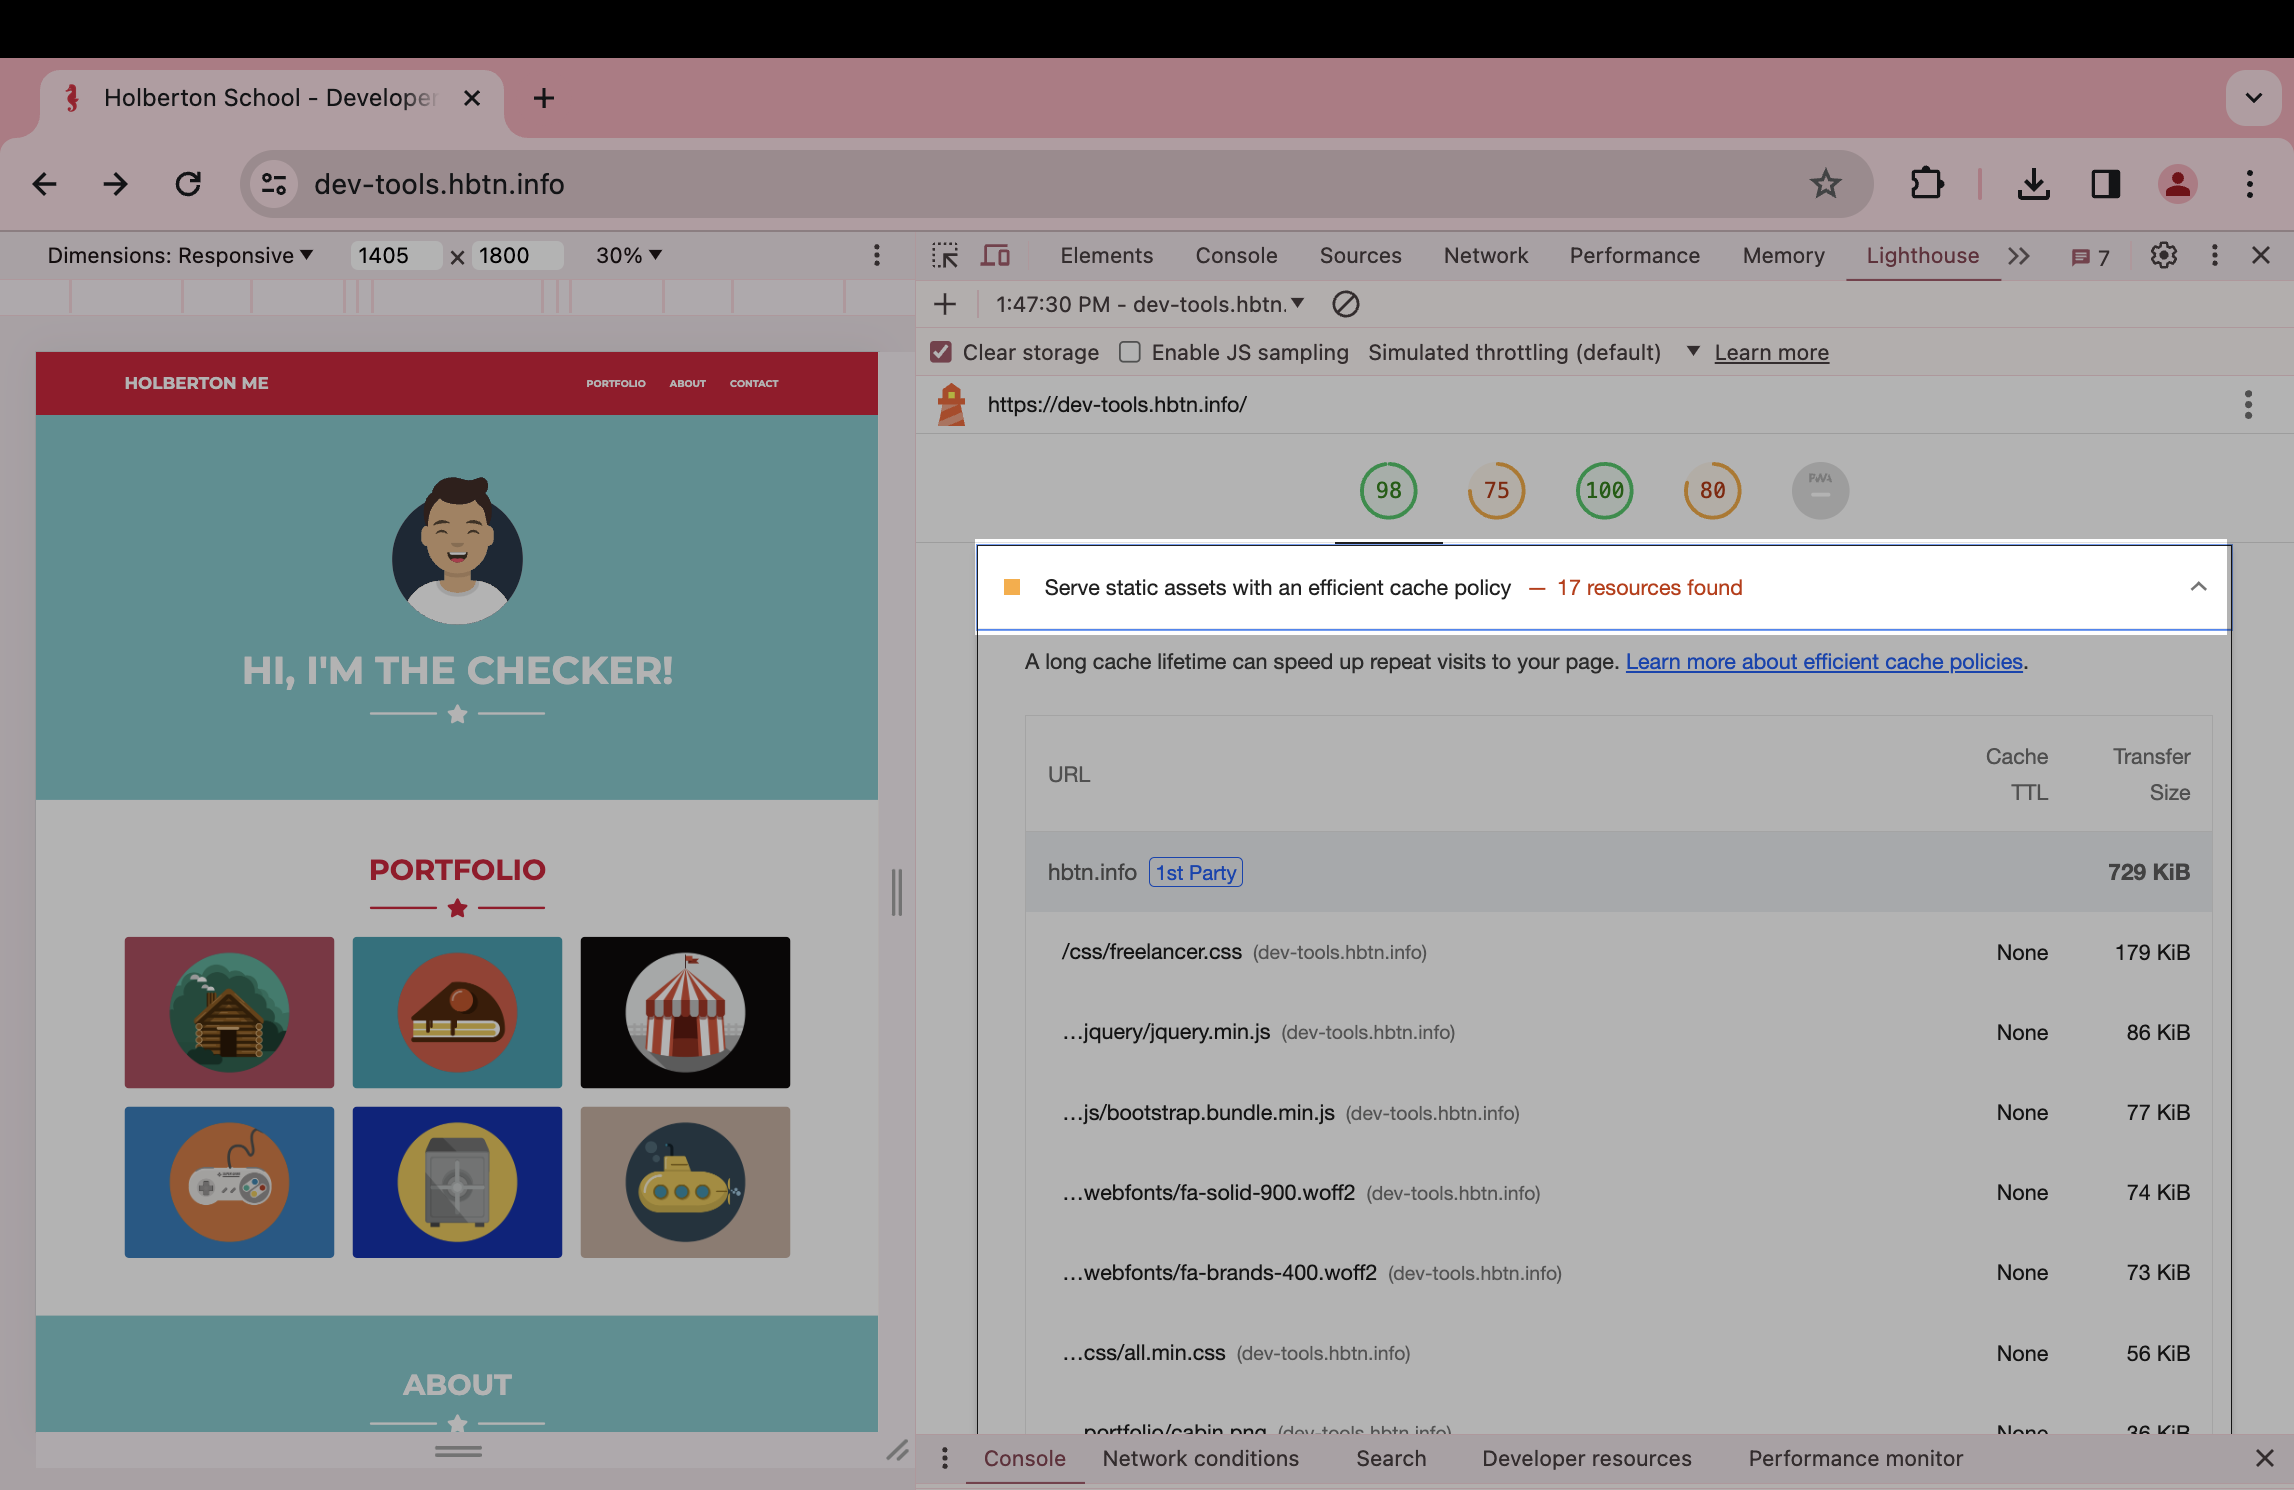 Holberton School - Developer
dev-tools.hbtn.info
Dimensions: Responsive 1405 × 1800 30%
Elements Console Sources Network Performance Memory Lighthouse 7
1:47:30 PM - dev-tools.hbtn.
Clear storage Enable JS sampling Simulated throttling (default) Learn more
https://dev-tools.hbtn.info/
98 75 100 80 PWA
HOLBERTON ME PORTFOLIO ABOUT CONTACT
HI, I'M THE CHECKER!
PORTFOLIO
ABOUT
Serve static assets with an efficient cache policy — 17 resources found
A long cache lifetime can speed up repeat visits to your page. Learn more about efficient cache policies.
URL Cache TTL Transfer Size
hbtn.info 1st Party 729 KiB
/css/freelancer.css (dev-tools.hbtn.info) None 179 KiB
…jquery/jquery.min.js (dev-tools.hbtn.info) None 86 KiB
…js/bootstrap.bundle.min.js (dev-tools.hbtn.info) None 77 KiB
…webfonts/fa-solid-900.woff2 (dev-tools.hbtn.info) None 74 KiB
…webfonts/fa-brands-400.woff2 (dev-tools.hbtn.info) None 73 KiB
…css/all.min.css (dev-tools.hbtn.info) None 56 KiB
…portfolio/cabin.png (dev-tools.hbtn.info) None 36 KiB
Console Network conditions Search Developer resources Performance monitor